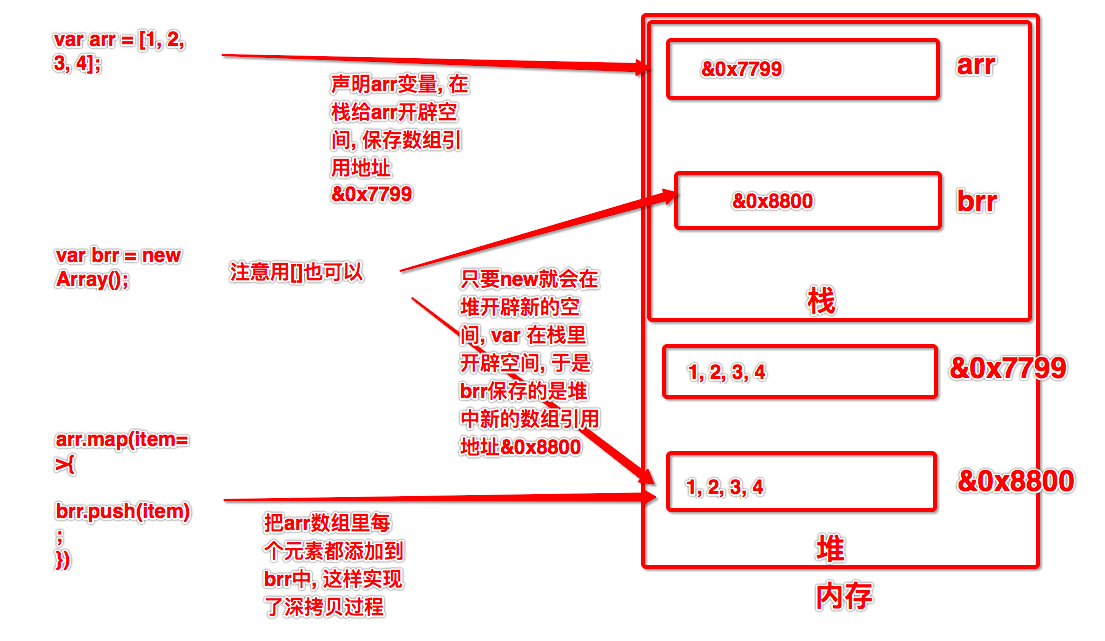 var arr = [1, 2,
3, 4];
声明arr变量, 在
栈给arr开辟空
间, 保存数组引
用地址
&0x7799
&0x7799
arr
&0x8800
brr
栈
var brr = new
Array();
注意用[]也可以
只要new就会在
堆开辟新的空
间, var 在栈里
开辟空间, 于是
brr保存的是堆
中新的数组引用
地址&0x8800
1, 2, 3, 4
&0x7799
arr.map(item=
>{
brr.push(item)
;
})
把arr数组里每
个元素都添加到
brr中, 这样实现
了深拷贝过程
1, 2, 3, 4
&0x8800
堆
内存